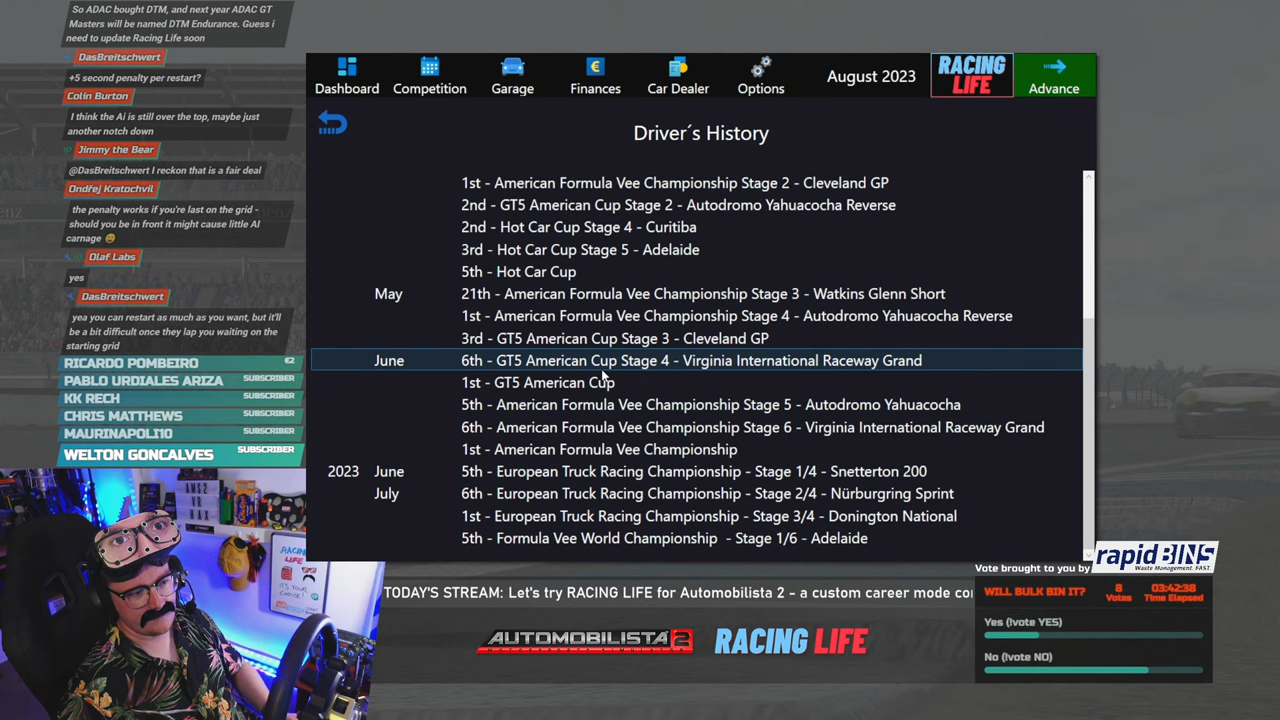 So ADAC bought DTM, and next year ADAC GT
Masters will be named DTM Endurance. Guess i
need to update Racing Life soon
DasBreitschwert
+5 second penalty per restart?
Colin Burton
I think the Ai is still over the top, maybe just
another notch down
Jimmy the Bear
@DasBreitschwert I reckon that is a fair deal
Ondřej Kratochvíl
the penalty works if you're last on the grid -
should you be in front it might cause little AI
carnage 😅
Olaf Labs
yes
DasBreitschwert
yea you can restart as much as you want, but it'll
be a bit difficult once they lap you waiting on the
starting grid
RICARDO POMBEIRO €2
PABLO URDIALES ARIZA SUBSCRIBER
KK RECH SUBSCRIBER
CHRIS MATTHEWS SUBSCRIBER
MAURINAPOLI10 SUBSCRIBER
WELTON GONCALVES SUBSCRIBER
Dashboard Competition Garage Finances Car Dealer Options August 2023 RACING LIFE Advance
Driver´s History
1st - American Formula Vee Championship Stage 2 - Cleveland GP
2nd - GT5 American Cup Stage 2 - Autodromo Yahuacocha Reverse
2nd - Hot Car Cup Stage 4 - Curitiba
3rd - Hot Car Cup Stage 5 - Adelaide
5th - Hot Car Cup
May 21th - American Formula Vee Championship Stage 3 - Watkins Glenn Short
1st - American Formula Vee Championship Stage 4 - Autodromo Yahuacocha Reverse
3rd - GT5 American Cup Stage 3 - Cleveland GP
June 6th - GT5 American Cup Stage 4 - Virginia International Raceway Grand
1st - GT5 American Cup
5th - American Formula Vee Championship Stage 5 - Autodromo Yahuacocha
6th - American Formula Vee Championship Stage 6 - Virginia International Raceway Grand
1st - American Formula Vee Championship
2023 June 5th - European Truck Racing Championship - Stage 1/4 - Snetterton 200
July 6th - European Truck Racing Championship - Stage 2/4 - Nürburgring Sprint
1st - European Truck Racing Championship - Stage 3/4 - Donington National
5th - Formula Vee World Championship - Stage 1/6 - Adelaide
AMS2
VR
RACING
LIFE
IT'S YOUR
CHOICE!
TODAY'S STREAM: Let's try RACING LIFE for Automobilista 2 - a custom career mode
AUTOMOBILISTA 2 RACING LIFE
Vote brought to you by
rapidBINS
Waste Management. FAST.
WILL BULK BIN IT? 8 Votes 03:42:38 Time Elapsed
Yes (!vote YES)
No (!vote NO)